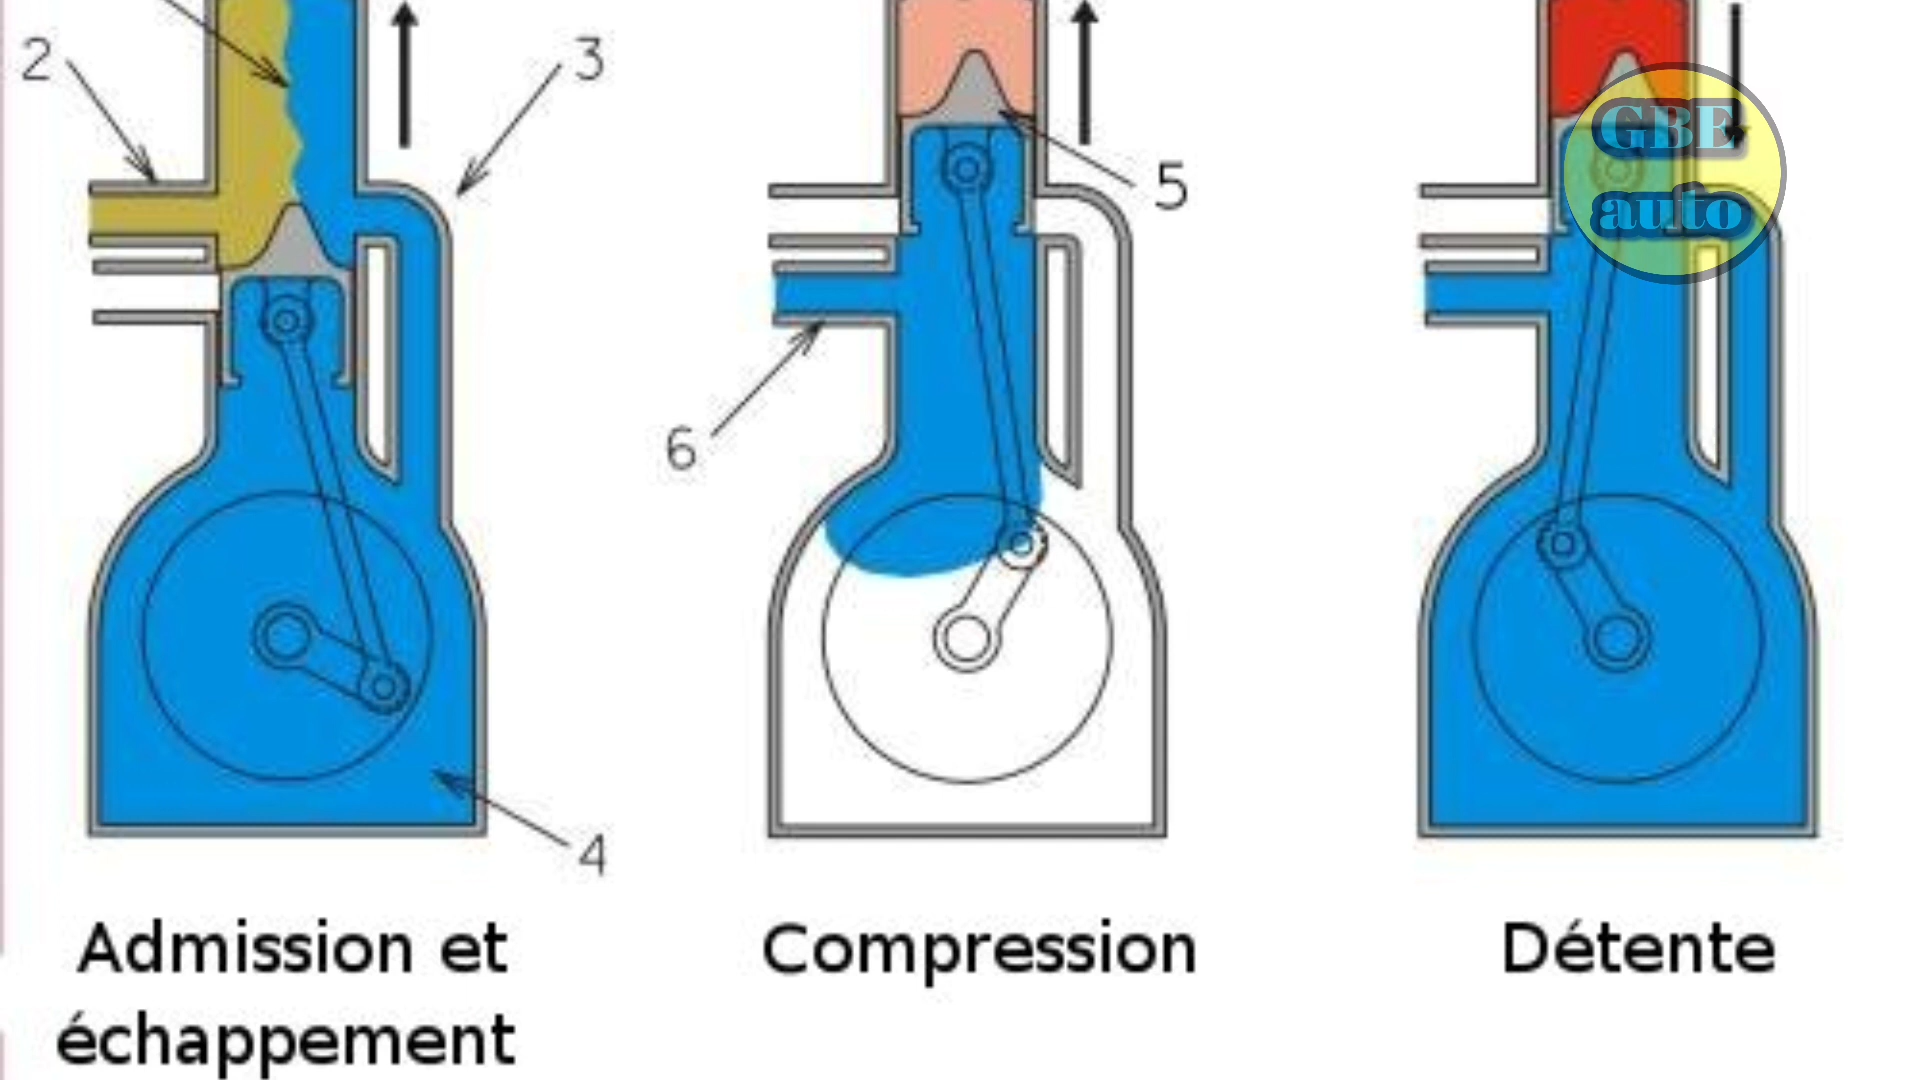 2
3
GBE
auto
5
6
4
Admission et
échappement
Compression
Détente